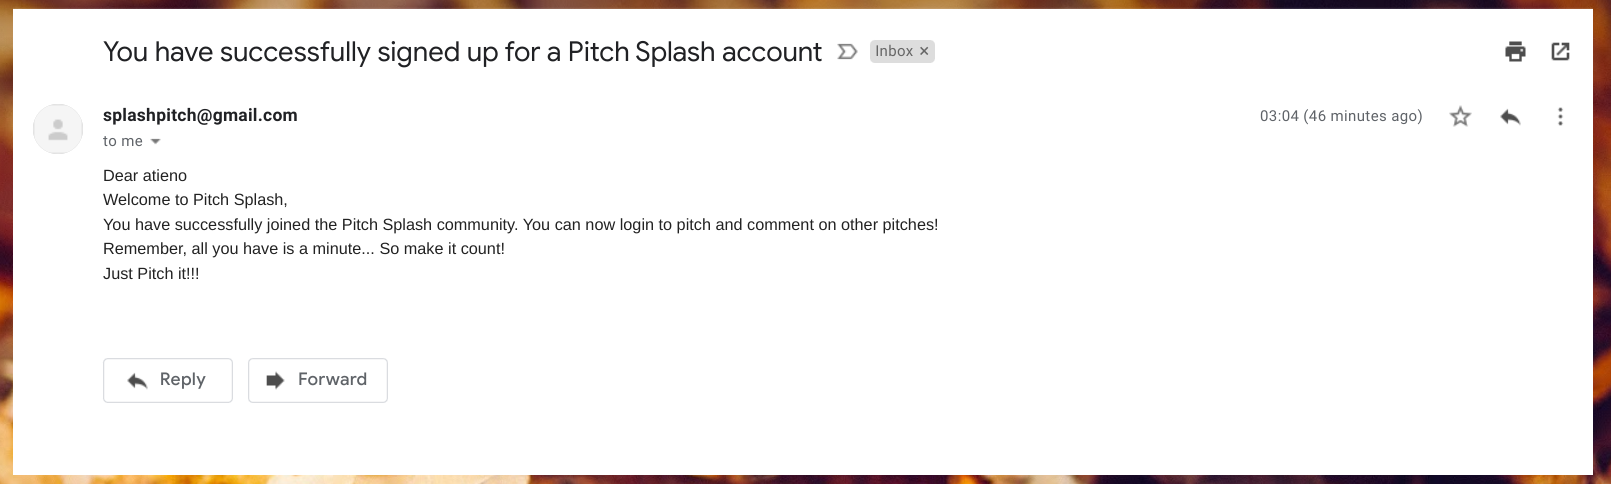 You have successfully signed up for a Pitch Splash account Inbox ×
splashpitch@gmail.com 03:04 (46 minutes ago)
to me
Dear atieno
Welcome to Pitch Splash,
You have successfully joined the Pitch Splash community. You can now login to pitch and comment on other pitches!
Remember, all you have is a minute... So make it count!
Just Pitch it!!!
Reply Forward